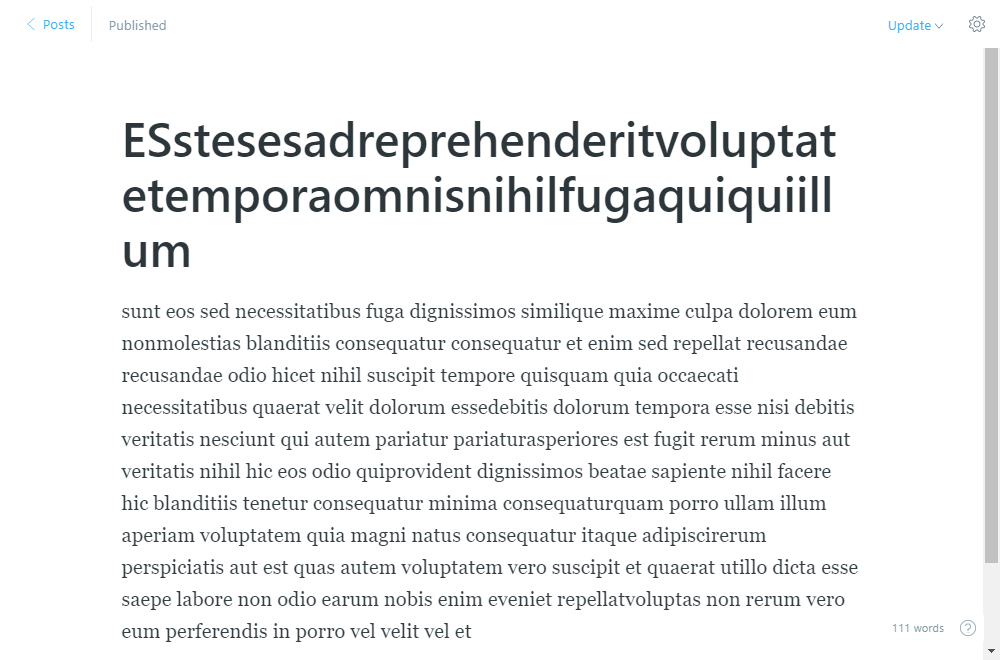 Posts
Published
Update
ESstesesadreprehenderitvoluptat
etemporaomnisnihilfugaquiquiill
um
sunt eos sed necessitatibus fuga dignissimos similique maxime culpa dolorem eum
nonmolestias blanditiis consequatur consequatur et enim sed repellat recusandae
recusandae odio hicet nihil suscipit tempore quisquam quia occaecati
necessitatibus quaerat velit dolorum essedebitis dolorum tempora esse nisi debitis
veritatis nesciunt qui autem pariatur pariaturasperiores est fugit rerum minus aut
veritatis nihil hic eos odio quiprovident dignissimos beatae sapiente nihil facere
hic blanditiis tenetur consequatur minima consequaturquam porro ullam illum
aperiam voluptatem quia magni natus consequatur itaque adipiscirerum
perspiciatis aut est quas autem voluptatem vero suscipit et quaerat utillo dicta esse
saepe labore non odio earum nobis enim eveniet repellatvoluptas non rerum vero
eum perferendis in porro vel velit vel et
111 words
?